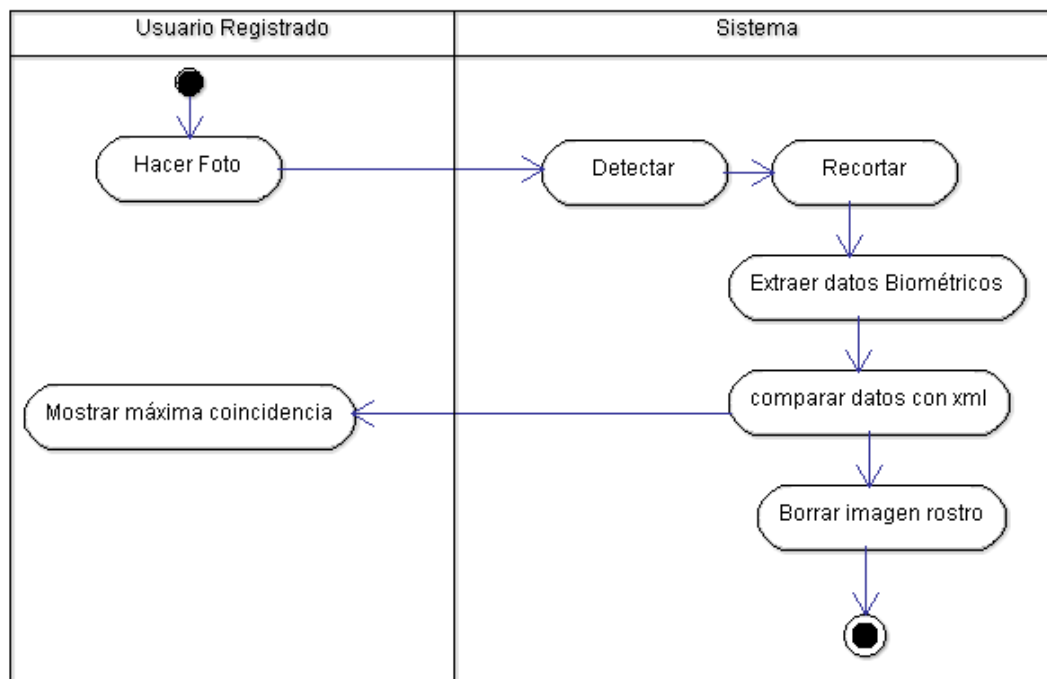 Usuario Registrado
Sistema
Hacer Foto
Detectar
Recortar
Extraer datos Biométricos
comparar datos con xml
Mostrar máxima coincidencia
Borrar imagen rostro